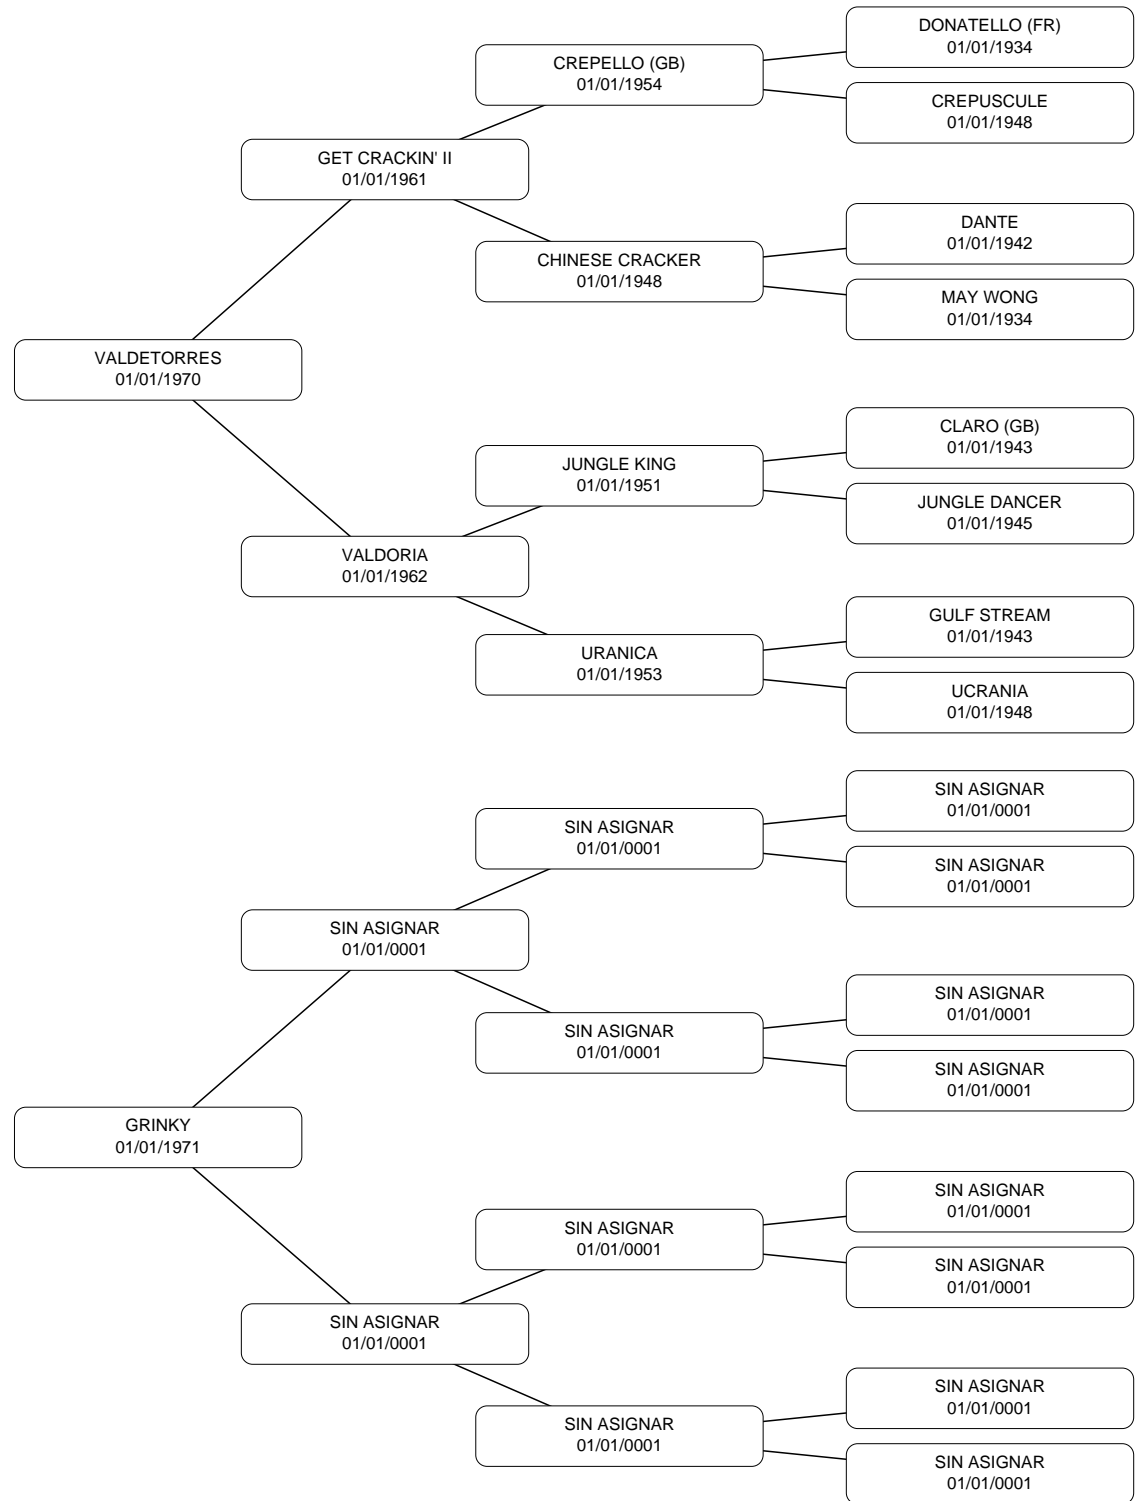 DONATELLO (FR)
01/01/1934
CREPELLO (GB)
01/01/1954
CREPUSCULE
01/01/1948
GET CRACKIN' II
01/01/1961
DANTE
01/01/1942
CHINESE CRACKER
01/01/1948
MAY WONG
01/01/1934
VALDETORRES
01/01/1970
CLARO (GB)
01/01/1943
JUNGLE KING
01/01/1951
JUNGLE DANCER
01/01/1945
VALDORIA
01/01/1962
GULF STREAM
01/01/1943
URANICA
01/01/1953
UCRANIA
01/01/1948
SIN ASIGNAR
01/01/0001
SIN ASIGNAR
01/01/0001
SIN ASIGNAR
01/01/0001
SIN ASIGNAR
01/01/0001
SIN ASIGNAR
01/01/0001
SIN ASIGNAR
01/01/0001
SIN ASIGNAR
01/01/0001
GRINKY
01/01/1971
SIN ASIGNAR
01/01/0001
SIN ASIGNAR
01/01/0001
SIN ASIGNAR
01/01/0001
SIN ASIGNAR
01/01/0001
SIN ASIGNAR
01/01/0001
SIN ASIGNAR
01/01/0001
SIN ASIGNAR
01/01/0001